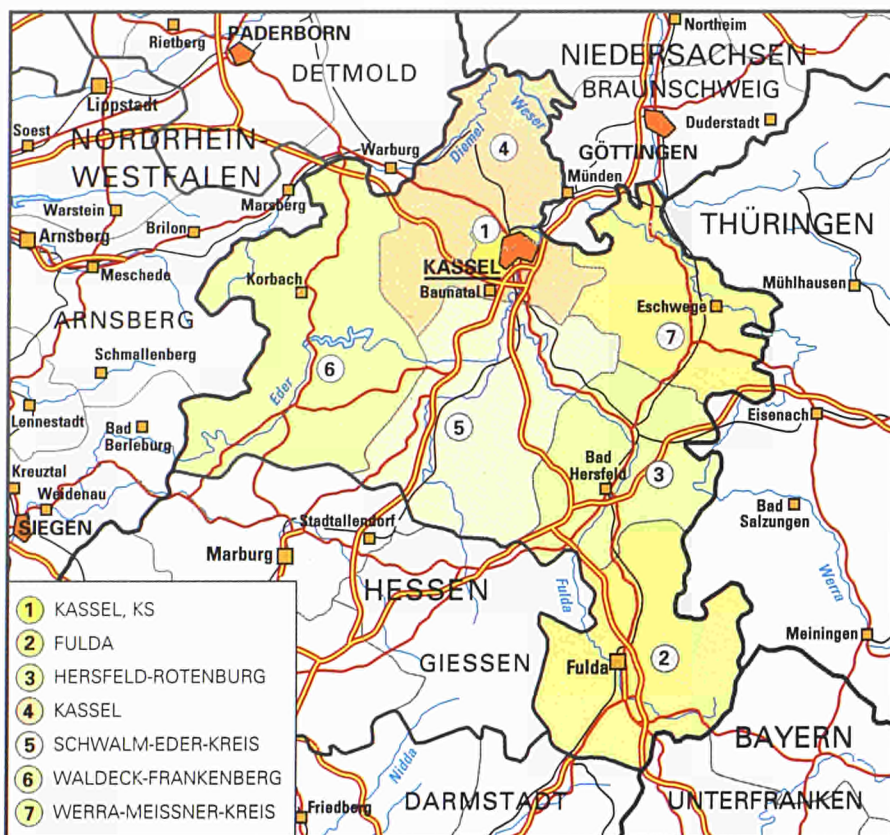 Northeim
Rietberg
PADERBORN
NIEDERSACHSEN
DETMOLD
BRAUNSCHWEIG
Lippstadt
Weser
Duderstadt
Soest
NORDRHEIN-
WESTFALEN
Diemel
4
GÖTTINGEN
Warburg
Münden
Marsberg
Warstein
THÜRINGEN
Brilon
1
Arnsberg
KASSEL
Meschede
Korbach
Baunatal
Mühlhausen
Eschwege
ARNSBERG
7
Schmallenberg
6
Eder
Lennestadt
Bad
Berleburg
5
Eisenach
Bad
Hersfeld
3
Kreuztal
Weidenau
SIEGEN
Stadtallendorf
Bad
Salzungen
Marburg
HESSEN
Fulda
Werra
Meiningen
GIESSEN
Fulda
2
BAYERN
Nidda
DARMSTADT
UNTERFRANKEN
Friedberg
1 KASSEL, KS
2 FULDA
3 HERSFELD-ROTENBURG
4 KASSEL
5 SCHWALM-EDER-KREIS
6 WALDECK-FRANKENBERG
7 WERRA-MEISSNER-KREIS